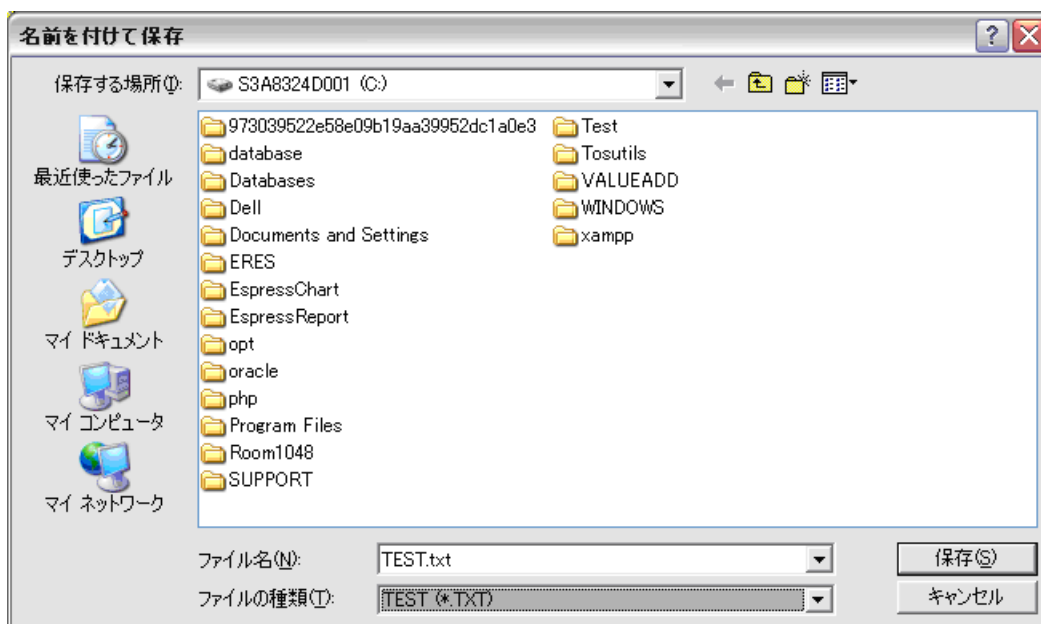 名前を付けて保存
保存する場所(I):
S3A8324D001 (C:)
最近使ったファイル
デスクトップ
マイ ドキュメント
マイ コンピュータ
マイ ネットワーク
973039522e58e09b19aa39952dc1a0e3
database
Databases
Dell
Documents and Settings
ERES
EspressChart
EspressReport
opt
oracle
php
Program Files
Room1048
SUPPORT
Test
Tosutils
VALUEADD
WINDOWS
xampp
ファイル名(N):
TEST.txt
保存(S)
ファイルの種類(T):
TEST (*.TXT)
キャンセル